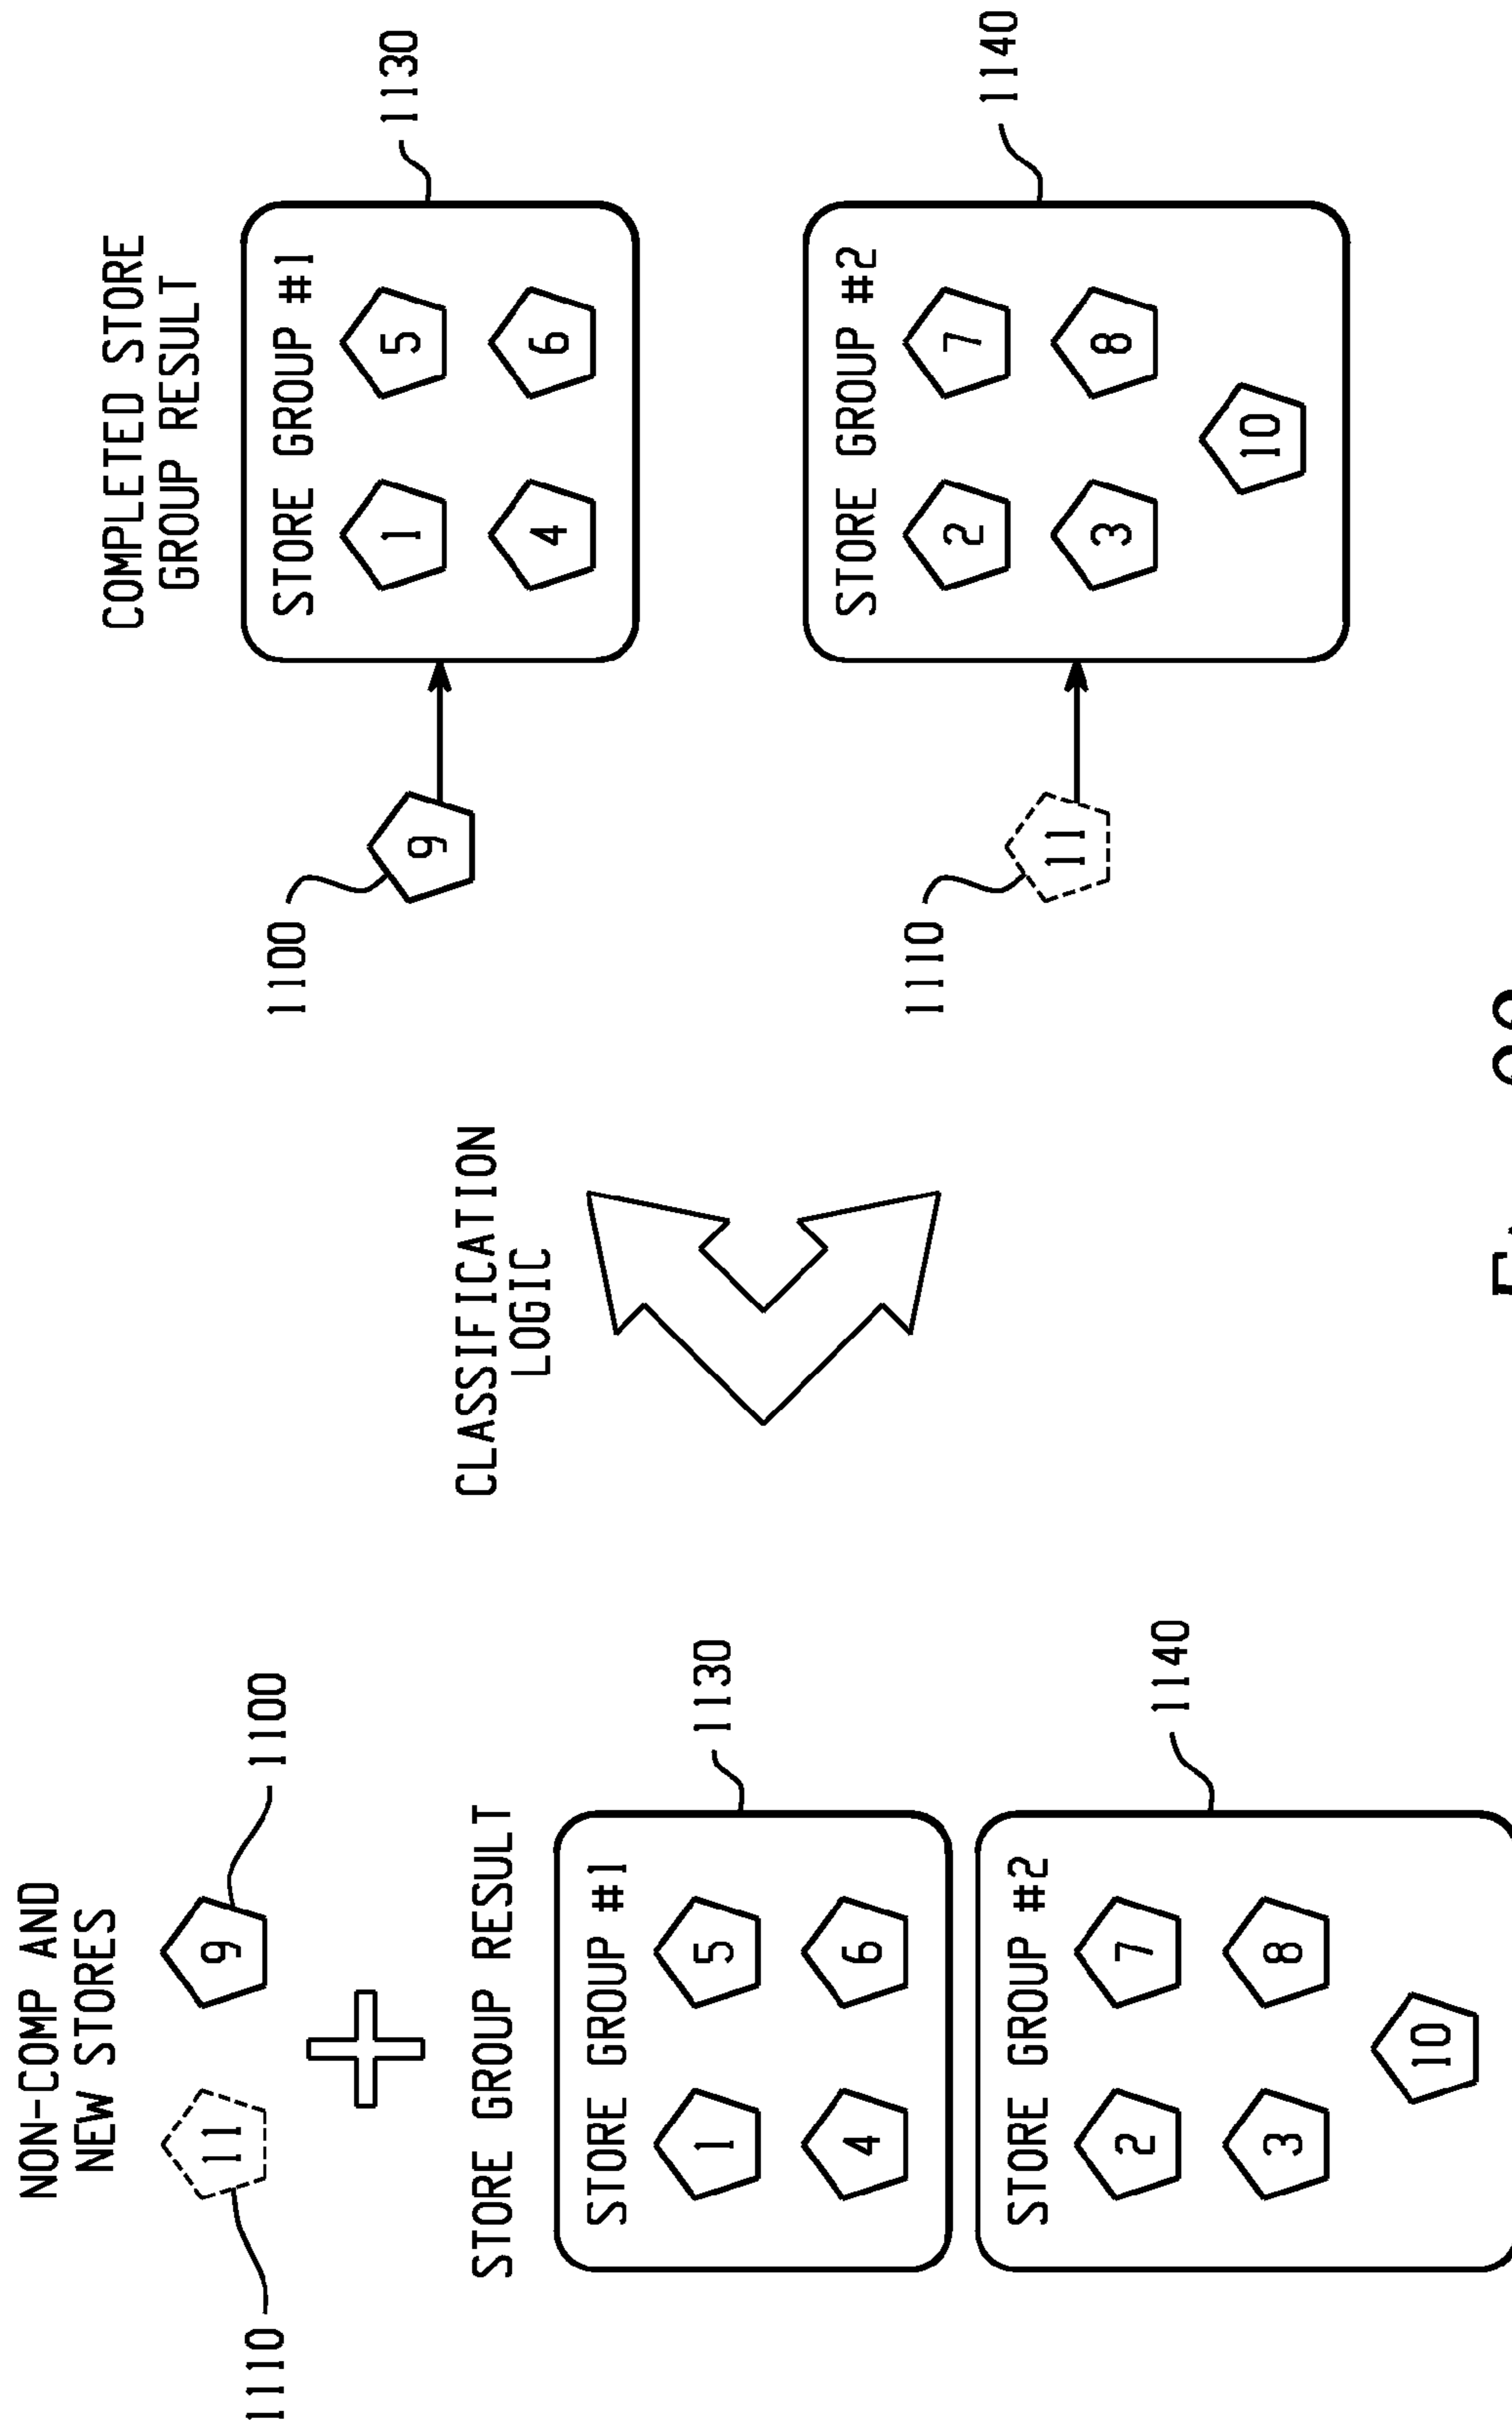 NON-COMP AND
NEW STORES
1110
11
9
1100
STORE GROUP RESULT
STORE GROUP #1
1
5
4
6
1130
STORE GROUP #2
2
7
3
8
10
1140
CLASSIFICATION
LOGIC
COMPLETED STORE
GROUP RESULT
1100
9
STORE GROUP #1
1
5
4
6
1130
1110
11
STORE GROUP #2
2
7
3
8
10
1140